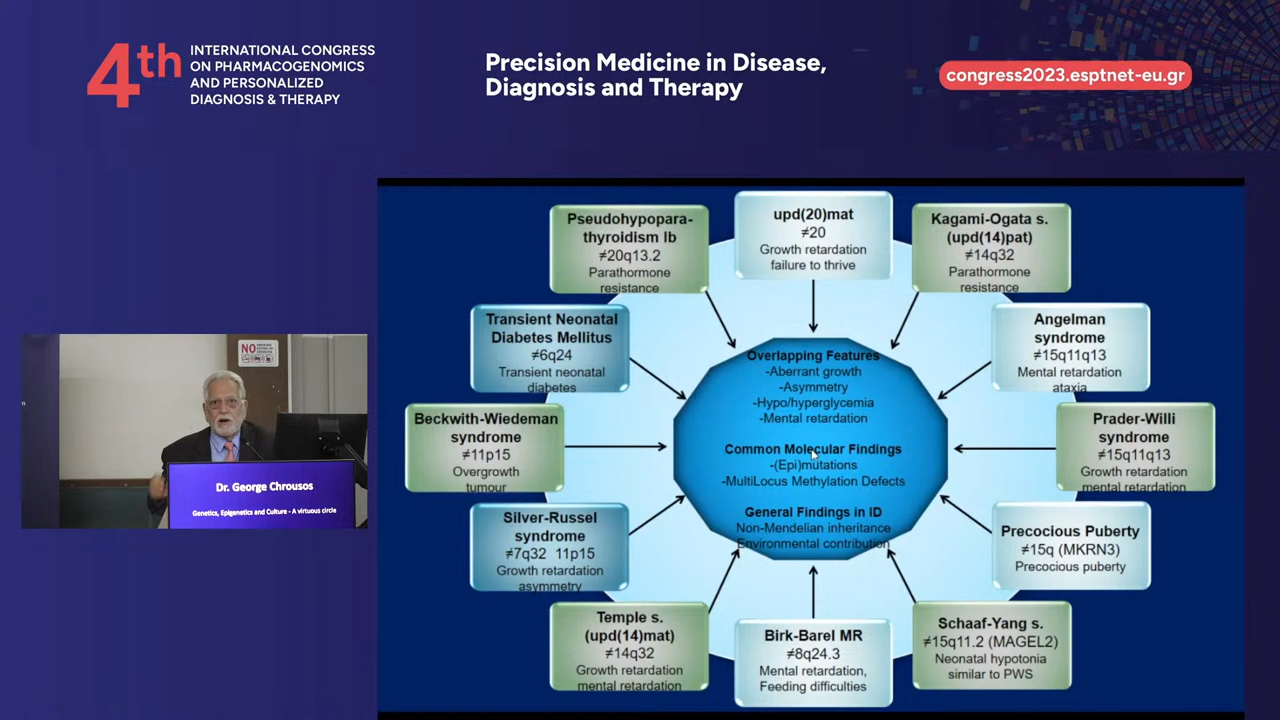 4th
INTERNATIONAL CONGRESS
ON PHARMACOGENOMICS
AND PERSONALIZED
DIAGNOSIS & THERAPY
Precision Medicine in Disease,
Diagnosis and Therapy
congress2023.esptnet-eu.gr
NO
Dr. George Chrousos
Genetics, Epigenetics and Culture - A virtuous circle
Pseudohypopara-
thyroidism Ib
≠20q13.2
Parathormone
resistance
upd(20)mat
≠20
Growth retardation
failure to thrive
Kagami-Ogata s.
(upd(14)pat)
≠14q32
Parathormone
resistance
Transient Neonatal
Diabetes Mellitus
≠6q24
Transient neonatal
diabetes
Angelman
syndrome
≠15q11q13
Mental retardation
ataxia
Beckwith-Wiedeman
syndrome
≠11p15
Overgrowth
tumour
Overlapping Features
-Aberrant growth
-Asymmetry
-Hypo/hyperglycemia
-Mental retardation
Common Molecular Findings
-(Epi)mutations
-MultiLocus Methylation Defects
General Findings in ID
Non-Mendelian inheritance
Environmental contribution
Prader-Willi
syndrome
≠15q11q13
Growth retardation
mental retardation
Silver-Russel
syndrome
≠7q32 11p15
Growth retardation
asymmetry
Precocious Puberty
≠15q (MKRN3)
Precocious puberty
Temple s.
(upd(14)mat)
≠14q32
Growth retardation
mental retardation
Birk-Barel MR
≠8q24.3
Mental retardation,
Feeding difficulties
Schaaf-Yang s.
≠15q11.2 (MAGEL2)
Neonatal hypotonia
similar to PWS